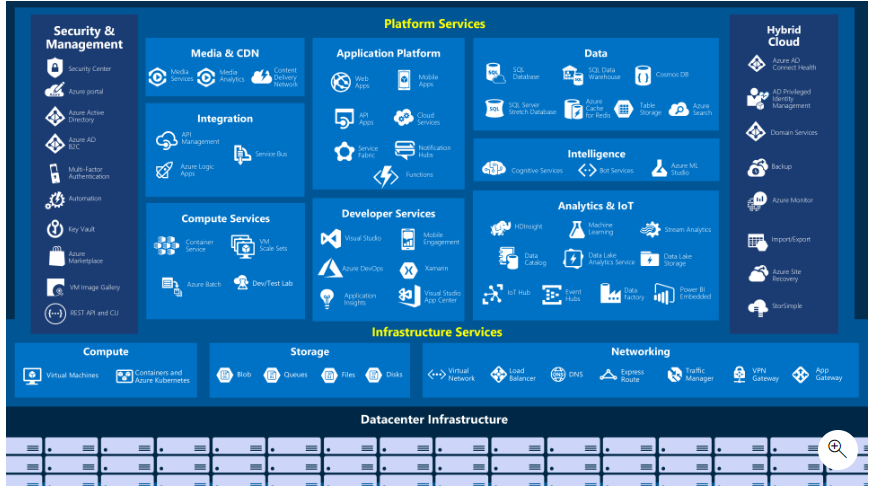 Platform Services
Security &
Management
Security Center
Azure portal
Azure Active
Directory
Azure AD
B2C
Multi-Factor
Authentication
Automation
Key Vault
Azure
Marketplace
VM Image Gallery
REST API and CLI
Media & CDN
Media
Services
Media
Analytics
Content
Delivery
Network
Integration
API
Management
Service Bus
Azure Logic
Apps
Compute Services
Container
Service
VM
Scale Sets
Azure Batch
Dev/Test Lab
Application Platform
Web
Apps
Mobile
Apps
API
Apps
Cloud
Services
Service
Fabric
Notification
Hubs
Functions
Developer Services
Visual Studio
Mobile
Engagement
Azure DevOps
Xamarin
Application
Insights
Visual Studio
App Center
Data
SQL
SQL
Database
SQL Data
Warehouse
Cosmos DB
SQL
SQL Server
Stretch Database
Azure
Cache
for Redis
Table
Storage
Azure
Search
Intelligence
Cognitive Services
Bot Services
Azure ML
Studio
Analytics & IoT
HDInsight
Machine
Learning
Stream Analytics
Data
Catalog
Data Lake
Analytics Service
Data Lake
Storage
IoT Hub
Event
Hubs
Data
Factory
Power BI
Embedded
Hybrid
Cloud
Azure AD
Connect Health
AD Privileged
Identity
Management
Domain Services
Backup
Azure Monitor
Import/Export
Azure Site
Recovery
StorSimple
Infrastructure Services
Compute
Virtual Machines
Containers and
Azure Kubernetes
Storage
Blob
Queues
Files
Disks
Networking
Virtual
Network
Load
Balancer
DNS
DNS
Express
Route
Traffic
Manager
VPN
Gateway
App
Gateway
Datacenter Infrastructure